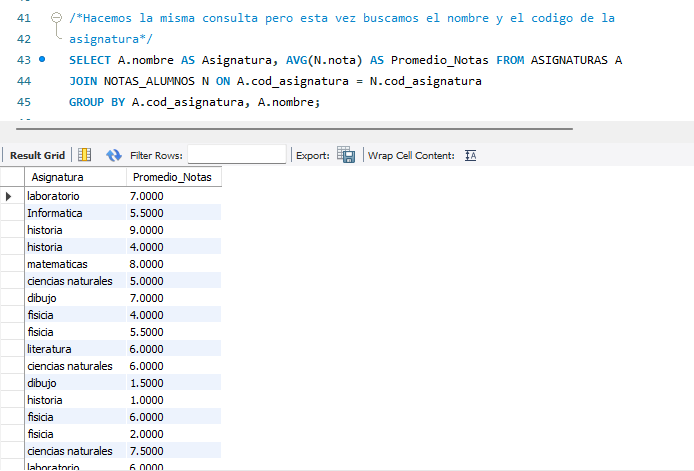 41 /*Hacemos la misma consulta pero esta vez buscamos el nombre y el codigo de la
42 asignatura*/
43 SELECT A.nombre AS Asignatura, AVG(N.nota) AS Promedio_Notas FROM ASIGNATURAS A
44 JOIN NOTAS_ALUMNOS N ON A.cod_asignatura = N.cod_asignatura
45 GROUP BY A.cod_asignatura, A.nombre;
Result Grid Filter Rows: Export: Wrap Cell Content:
Asignatura Promedio_Notas
laboratorio 7.0000
Informatica 5.5000
historia 9.0000
historia 4.0000
matematicas 8.0000
ciencias naturales 5.0000
dibujo 7.0000
fisicia 4.0000
fisicia 5.5000
literatura 6.0000
ciencias naturales 6.0000
dibujo 1.5000
historia 1.0000
fisicia 6.0000
fisicia 2.0000
ciencias naturales 7.5000
laboratorio 6.0000